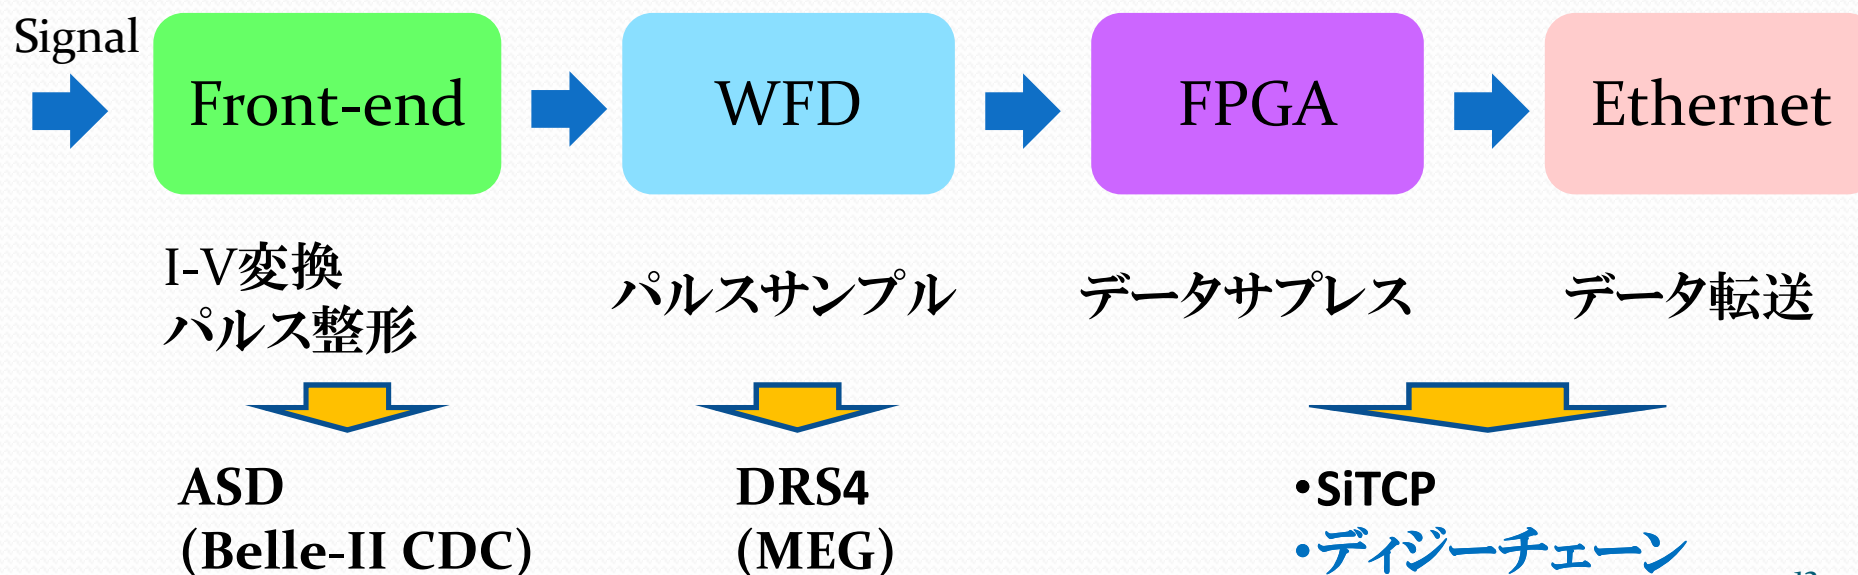 Signal
Front-end
WFD
FPGA
Ethernet
I-V変換
パルス整形
パルスサンプル
データサプレス
データ転送
ASD
(Belle-II CDC)
DRS4
(MEG)
•SiTCP
•ディジーチェーン